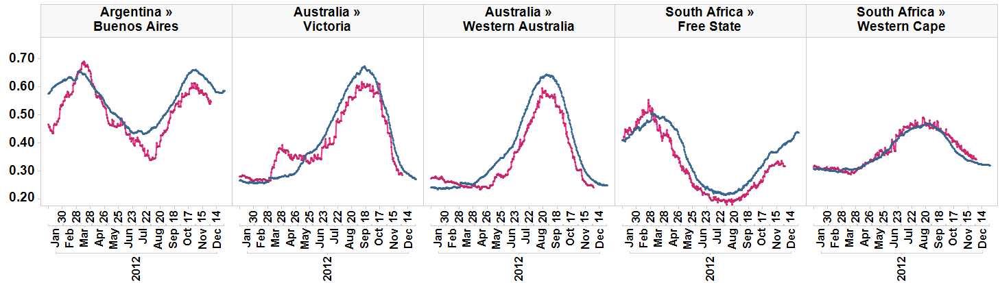 Argentina »
Buenos Aires
Australia »
Victoria
Australia »
Western Australia
South Africa »
Free State
South Africa »
Western Cape
0.70
0.60
0.50
0.40
0.30
0.20
30 28 28 26 25 23 22 20 18 17 15 14
Jan Feb Mar Apr May Jun Jul Aug Sep Oct Nov Dec
2012
30 28 28 26 25 23 22 20 18 17 15 14
Jan Feb Mar Apr May Jun Jul Aug Sep Oct Nov Dec
2012
30 28 28 26 25 23 22 20 18 17 15 14
Jan Feb Mar Apr May Jun Jul Aug Sep Oct Nov Dec
2012
30 28 28 26 25 23 22 20 18 17 15 14
Jan Feb Mar Apr May Jun Jul Aug Sep Oct Nov Dec
2012
30 28 28 26 25 23 22 20 18 17 15 14
Jan Feb Mar Apr May Jun Jul Aug Sep Oct Nov Dec
2012